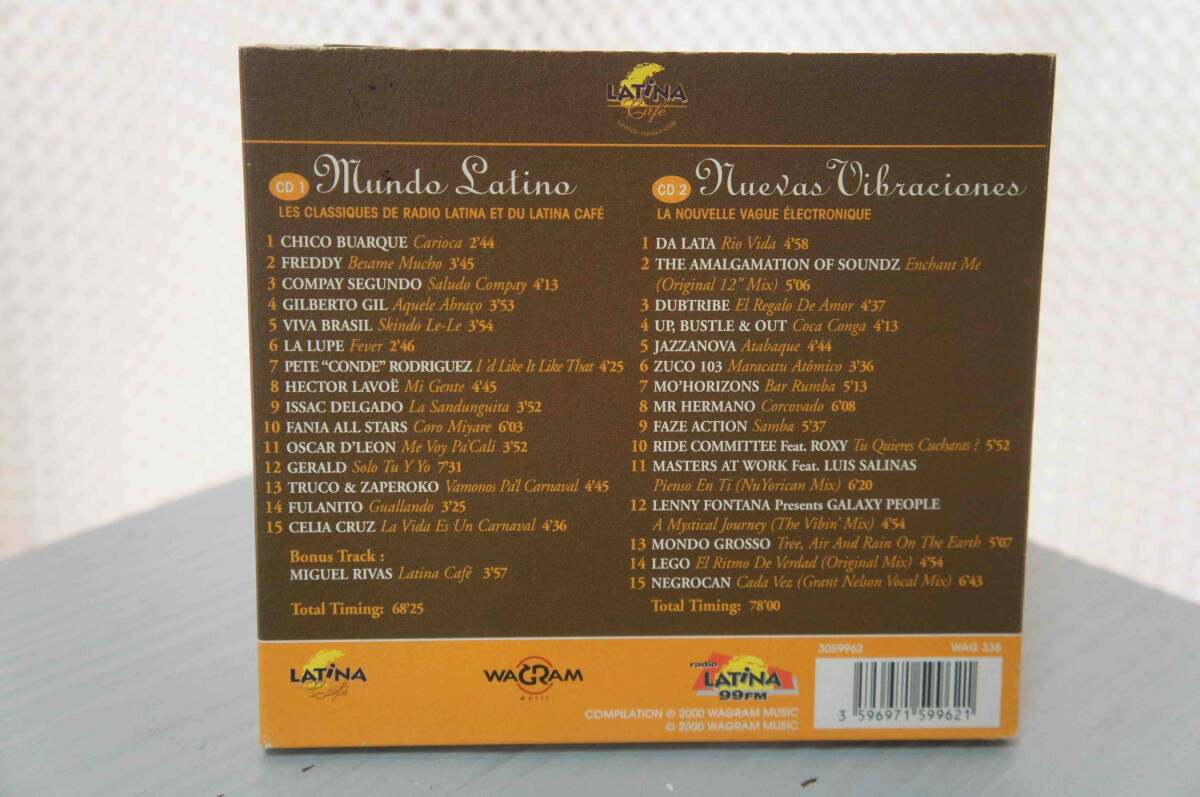 LATINA
Café
CD 1 Mundo Latino
LES CLASSIQUES DE RADIO LATINA ET DU LATINA CAFÉ
1 CHICO BUARQUE Carioca 2'44
2 FREDDY Besame Mucho 3'45
3 COMPAY SEGUNDO Saludo Compay 4'13
4 GILBERTO GIL Aquele Abraço 3'53
5 VIVA BRASIL Skindo Le-Le 3'54
6 LA LUPE Fever 2'46
7 PETE "CONDE" RODRIGUEZ I'd Like It Like That 4'25
8 HECTOR LAVOË Mi Gente 4'45
9 ISSAC DELGADO La Sandunguita 3'52
10 FANIA ALL STARS Coro Miyare 6'03
11 OSCAR D'LEON Me Voy Pa'Cali 3'52
12 GERALD Solo Tu Y Yo 7'31
13 TRUCO & ZAPEROKO Vamonos Pa'l Carnaval 4'45
14 FULANITO Guallando 3'25
15 CELIA CRUZ La Vida Es Un Carnaval 4'36
Bonus Track :
MIGUEL RIVAS Latina Café 3'57
Total Timing: 68'25
CD 2 Nuevas Vibraciones
LA NOUVELLE VAGUE ÉLECTRONIQUE
1 DA LATA Rio Vida 4'58
2 THE AMALGAMATION OF SOUNDZ Enchant Me
(Original 12" Mix) 5'06
3 DUBTRIBE El Regalo De Amor 4'37
4 UP, BUSTLE & OUT Coca Conga 4'13
5 JAZZANOVA Atabaque 4'44
6 ZUCO 103 Maracatu Atômico 3'36
7 MO'HORIZONS Bar Rumba 5'13
8 MR HERMANO Corcovado 6'08
9 FAZE ACTION Samba 5'37
10 RIDE COMMITTEE Feat. ROXY Tu Quieres Cucharas ? 5'52
11 MASTERS AT WORK Feat. LUIS SALINAS
Pienso En Ti (NuYorican Mix) 6'20
12 LENNY FONTANA Presents GALAXY PEOPLE
A Mystical Journey (The Vibin' Mix) 4'54
13 MONDO GROSSO Tree, Air And Rain On The Earth 5'07
14 LEGO El Ritmo De Verdad (Original Mix) 4'54
15 NEGROCAN Cada Vez (Grant Nelson Vocal Mix) 6'43
Total Timing: 78'00
LATINA
Café
WAGRAM
MUSIC
radio
LATINA
99FM
3059962 WAG 335
3 596971 599621
COMPILATION ℗ 2000 WAGRAM MUSIC
© 2000 WAGRAM MUSIC